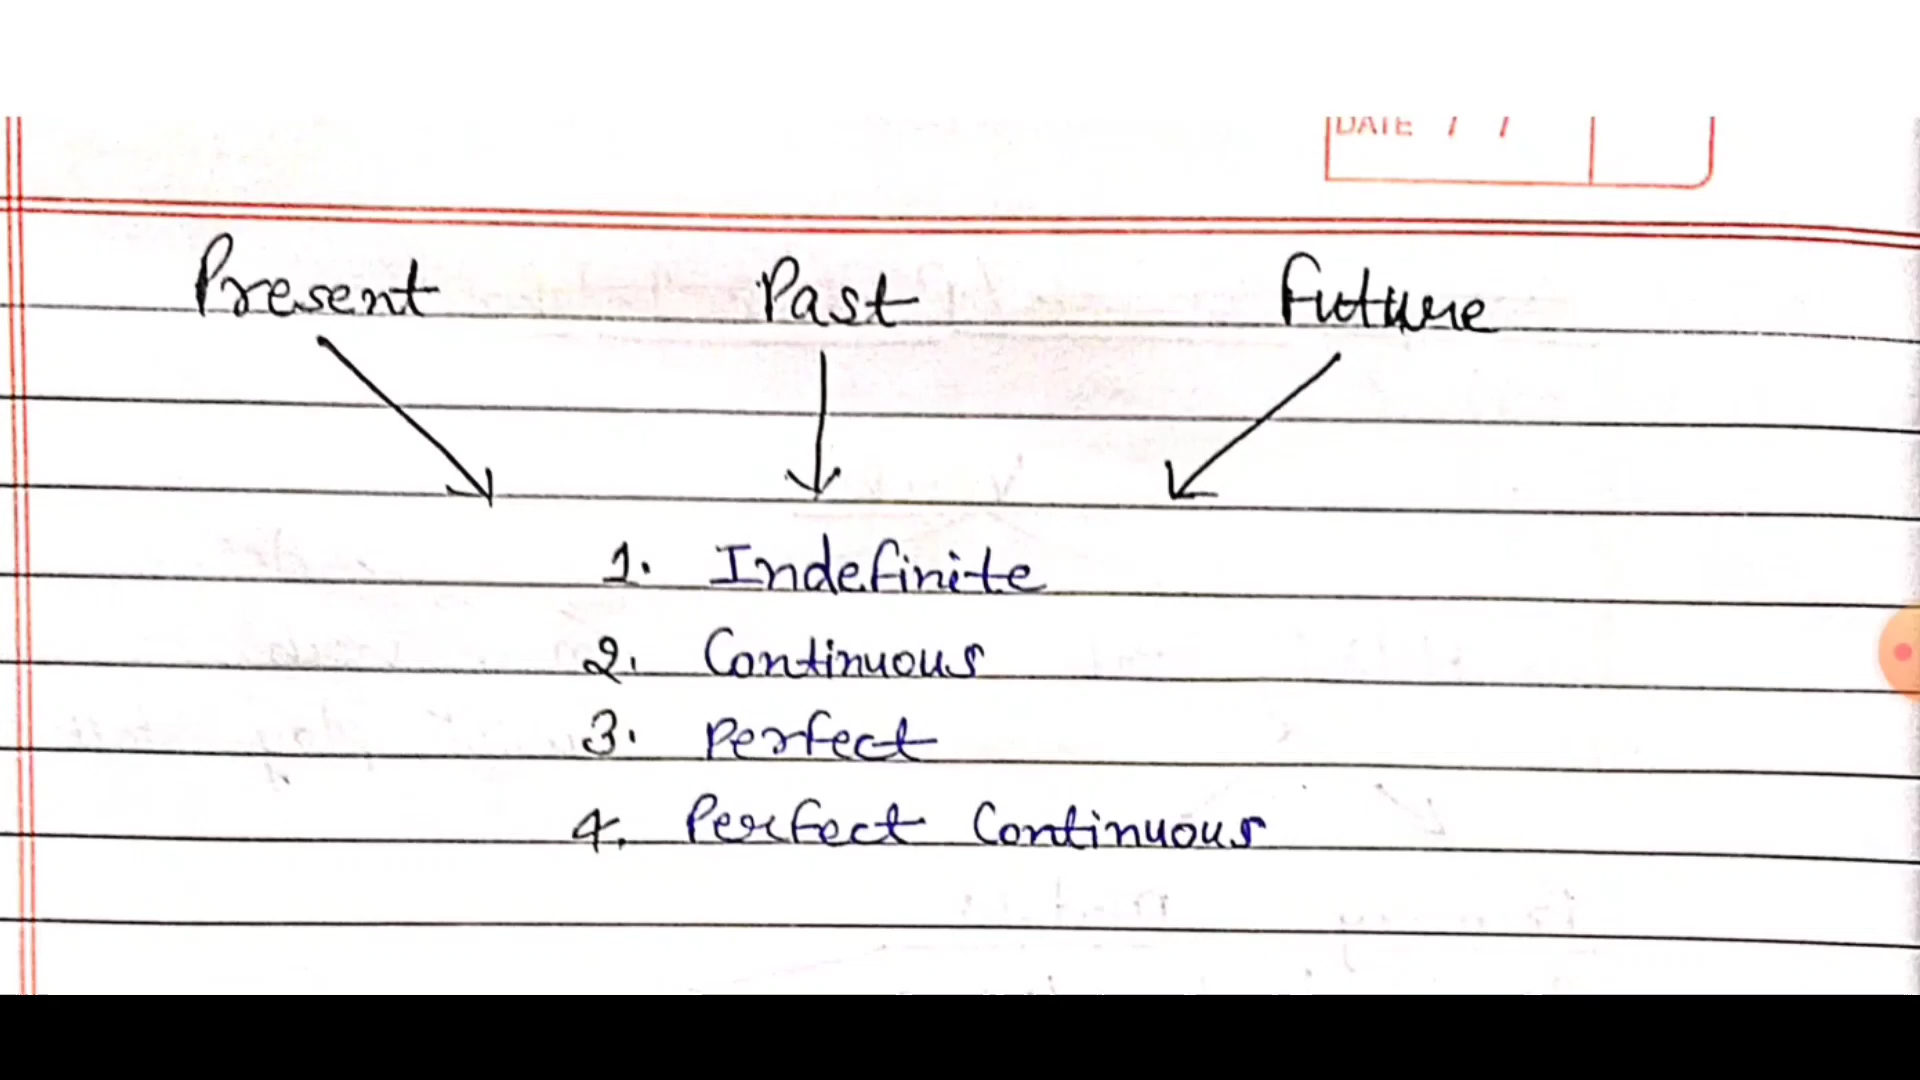 DATE / /
Present Past Future
1. Indefinite
2. Continuous
3. Perfect
4. Perfect Continuous